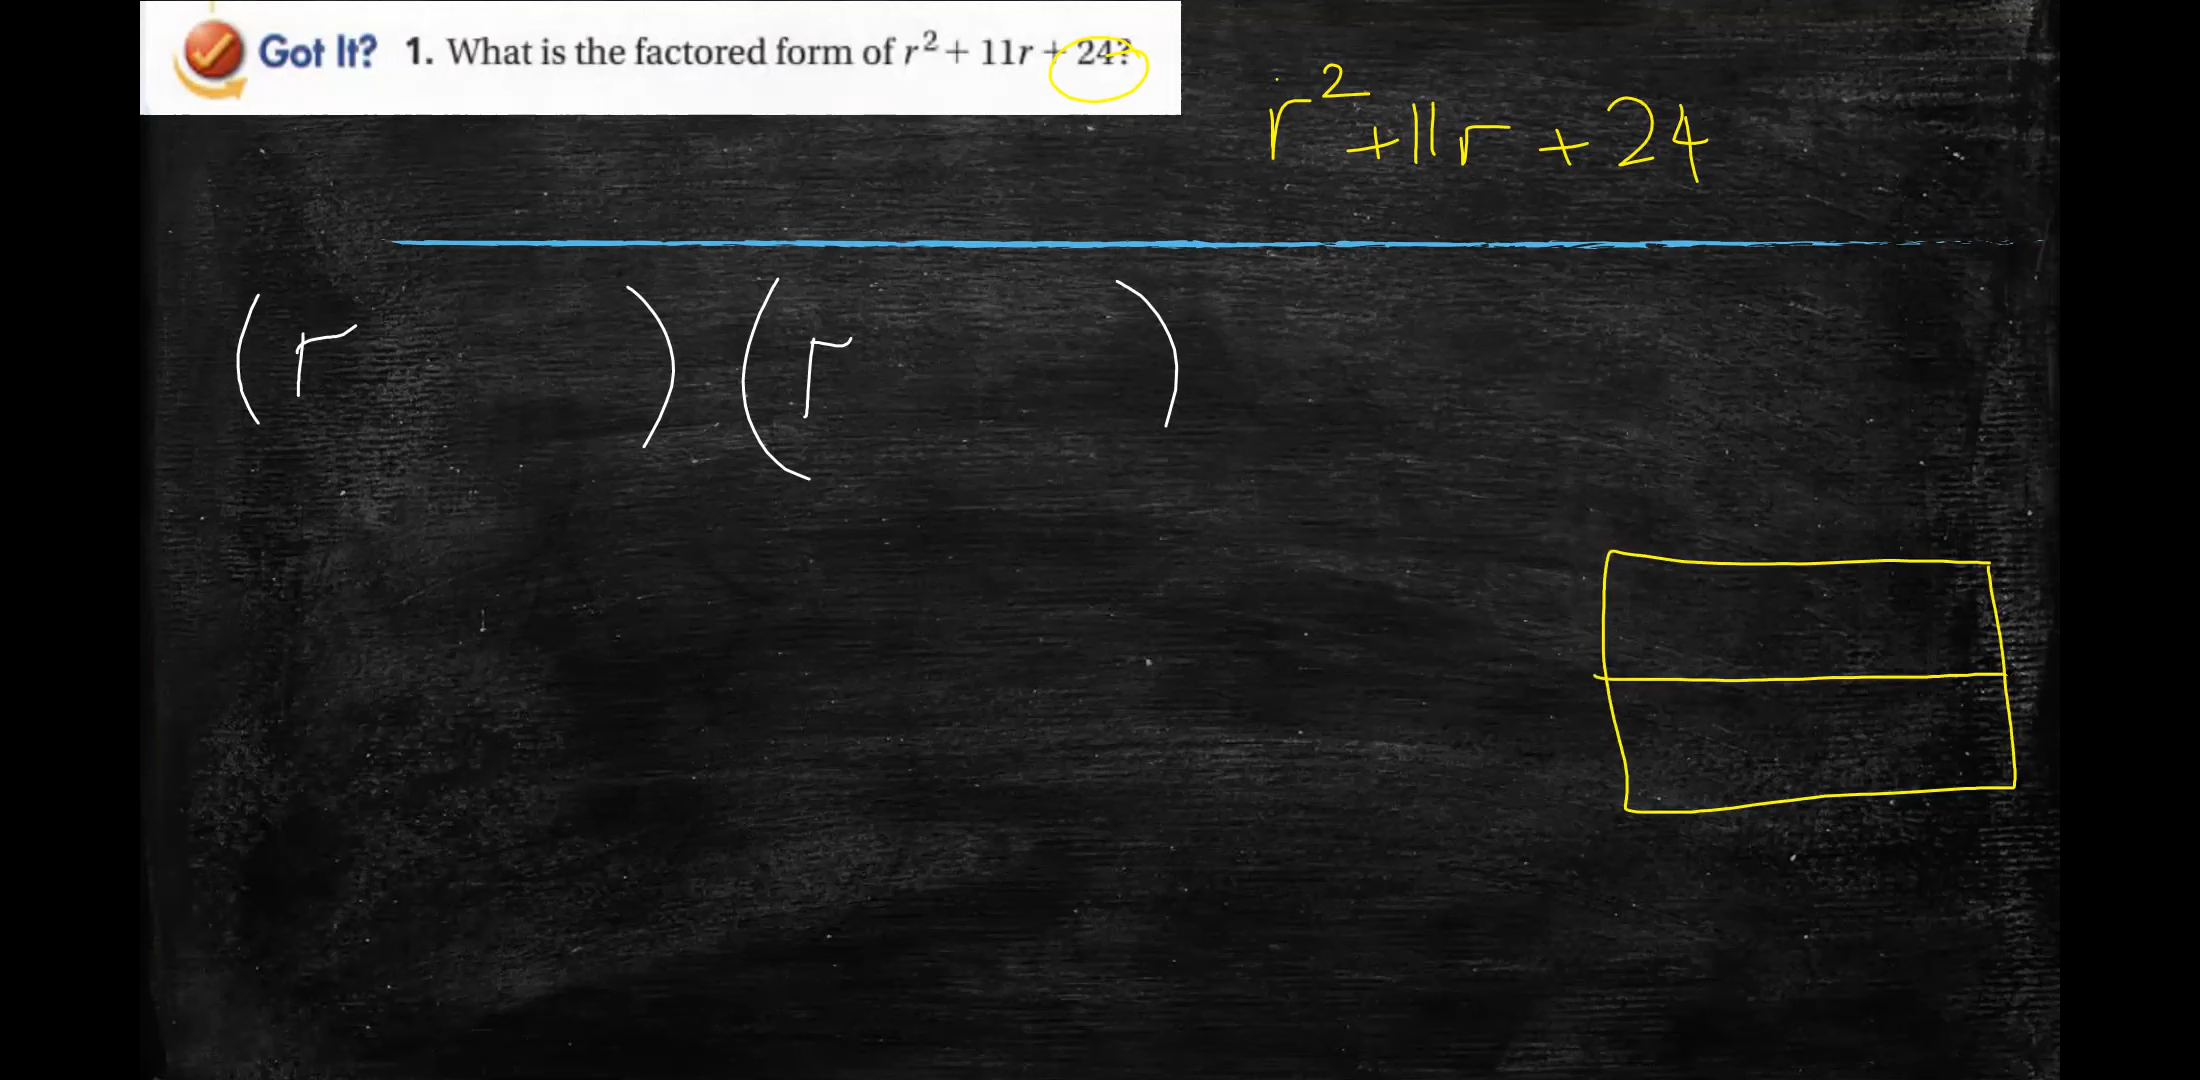 Got It? 1. What is the factored form of r² + 11r + 24?
r² + 11r + 24
(r ) (r )